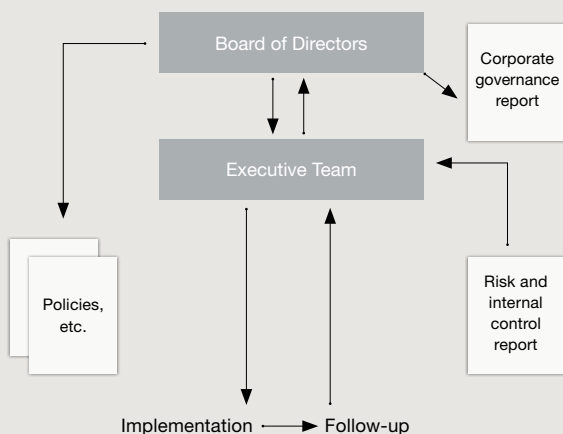 Board of Directors
Corporate
governance
report
Executive Team
Policies,
etc.
Risk and
internal
control
report
Implementation
Follow-up